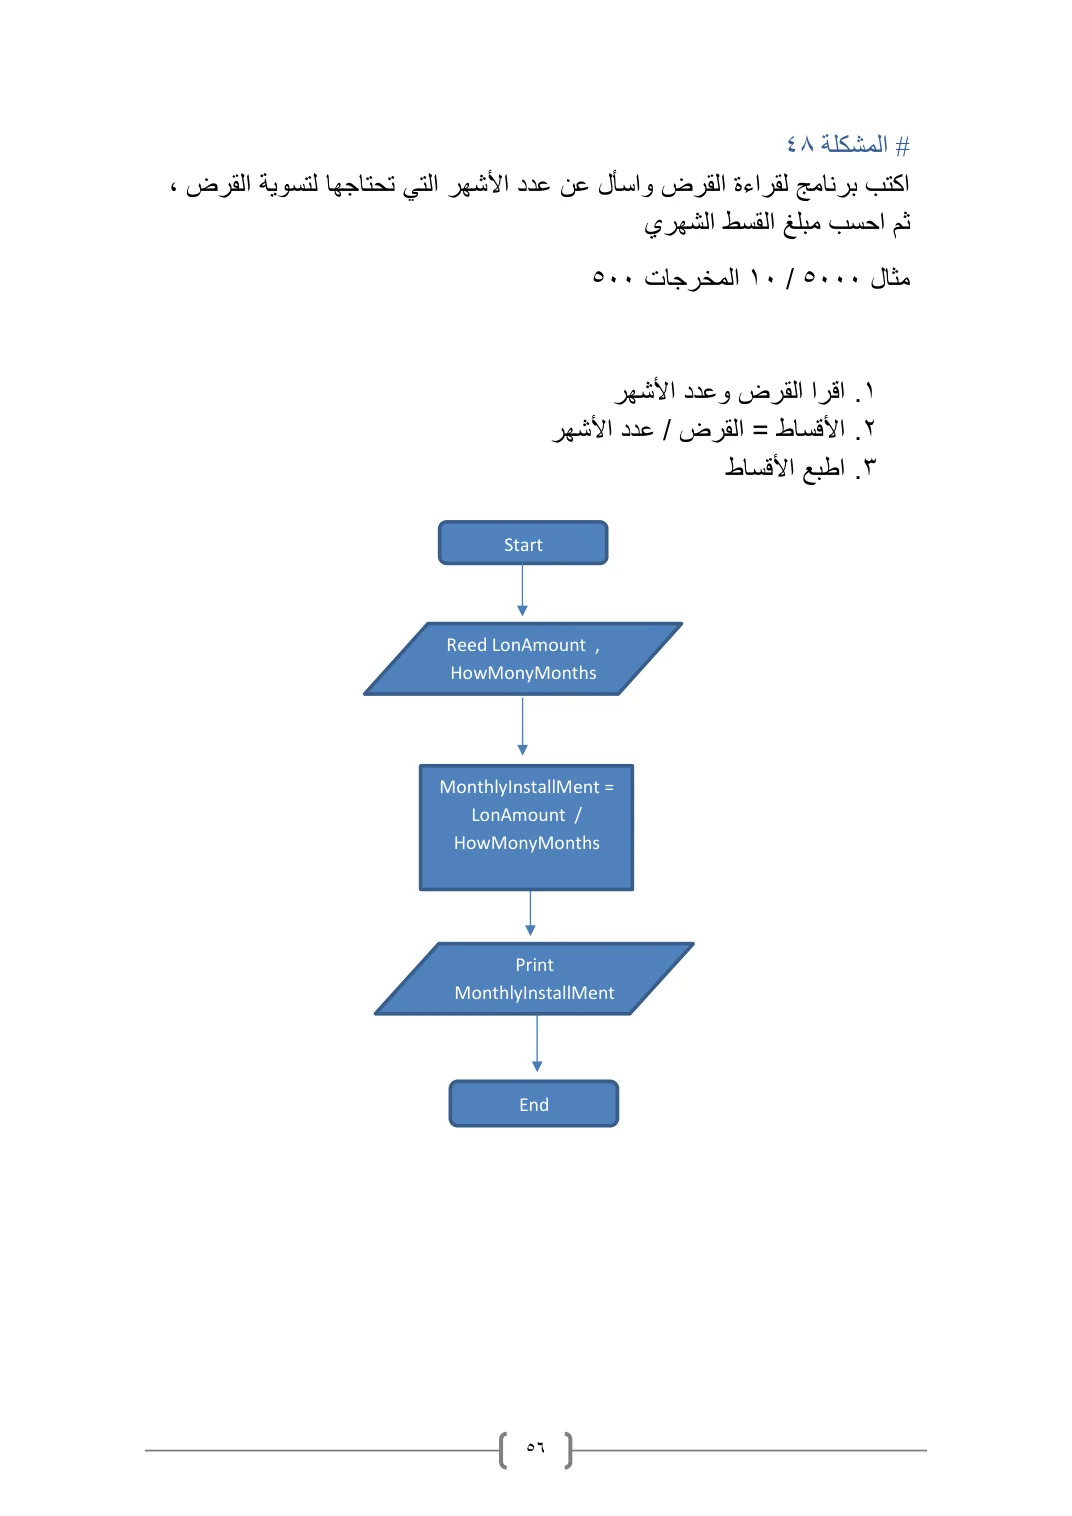 # المشكلة ٤٨
اكتب برنامج لقراءة القرض واسأل عن عدد الأشهر التي تحتاجها لتسوية القرض ،
ثم احسب مبلغ القسط الشهري
مثال ٥٠٠٠ / ١٠ المخرجات ٥٠٠
١. اقرا القرض وعدد الأشهر
٢. الأقساط = القرض / عدد الأشهر
٣. اطبع الأقساط
Start
Reed LonAmount ,
HowMonyMonths
MonthlyInstallMent =
LonAmount /
HowMonyMonths
Print
MonthlyInstallMent
End
٥٦